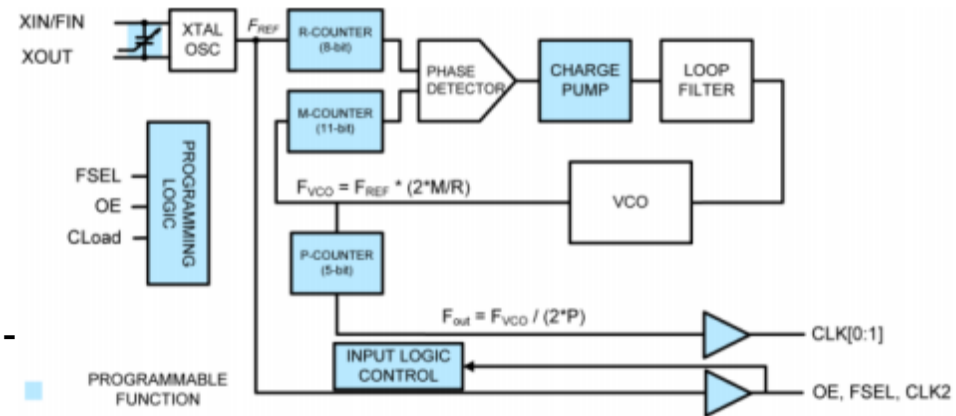 XIN/FIN
XOUT
XTAL
OSC
FREF
R-COUNTER
(8-bit)
M-COUNTER
(11-bit)
PHASE
DETECTOR
CHARGE
PUMP
LOOP
FILTER
FSEL
OE
CLoad
PROGRAMMING
LOGIC
FVCO = FREF * (2*M/R)
VCO
P-COUNTER
(5-bit)
Fout = FVCO / (2*P)
CLK[0:1]
INPUT LOGIC
CONTROL
OE, FSEL, CLK2
-
PROGRAMMABLE
FUNCTION